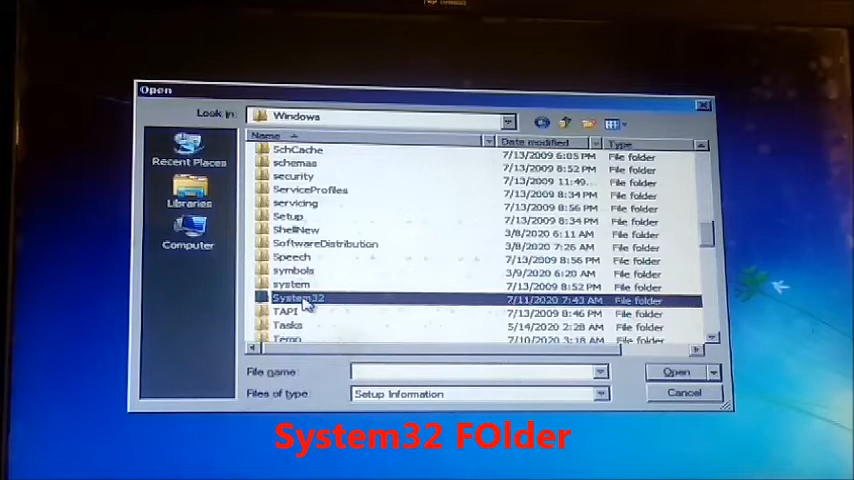 Open
Look in: Windows
Name Date modified Type
SchCache 7/13/2009 6:05 PM File folder
schemas 7/13/2009 8:52 PM File folder
security 7/13/2009 11:49... File folder
ServiceProfiles 7/13/2009 8:34 PM File folder
servicing 7/13/2009 8:56 PM File folder
Setup 7/13/2009 8:34 PM File folder
ShellNew 3/8/2020 6:11 AM File folder
SoftwareDistribution 3/8/2020 7:26 AM File folder
Speech 7/13/2009 8:56 PM File folder
symbols 3/9/2020 6:20 AM File folder
system 7/13/2009 8:52 PM File folder
System32 7/11/2020 7:43 AM File folder
TAPI 7/13/2009 8:46 PM File folder
Tasks 5/14/2020 2:28 AM File folder
Temp 7/10/2020 3:18 AM File folder
Recent Places
Libraries
Computer
File name: Open
Files of type: Setup Information Cancel
System32 FOlder